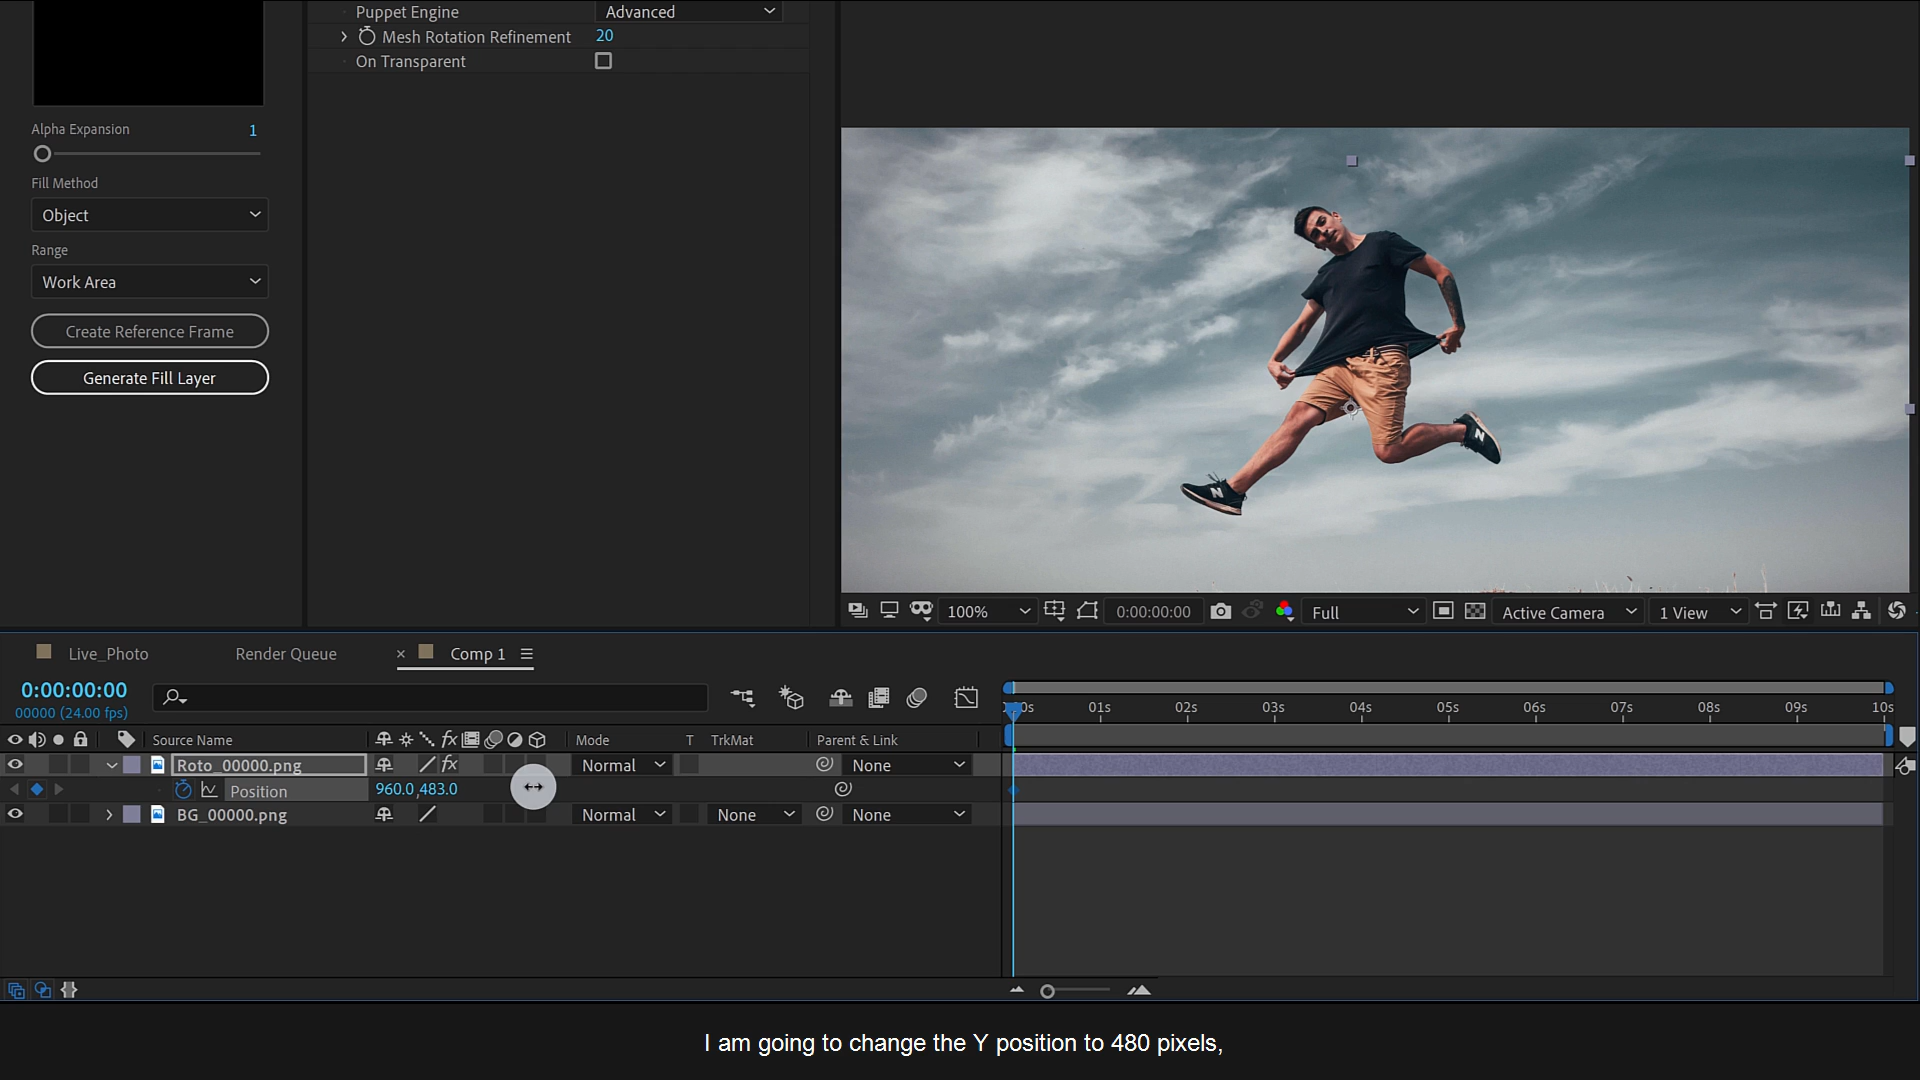 Puppet Engine Advanced
Mesh Rotation Refinement 20
On Transparent
Alpha Expansion 1
Fill Method
Object
Range
Work Area
Create Reference Frame
Generate Fill Layer
N
N
100% 0:00:00:00 Full Active Camera 1 View
Live_Photo Render Queue × Comp 1
0:00:00:00
00000 (24.00 fps)
01s 02s 03s 04s 05s 06s 07s 08s 09s 10s
Source Name fx Mode T TrkMat Parent & Link
Roto_00000.png fx Normal None
Position 960.0,483.0
BG_00000.png Normal None None
I am going to change the Y position to 480 pixels,